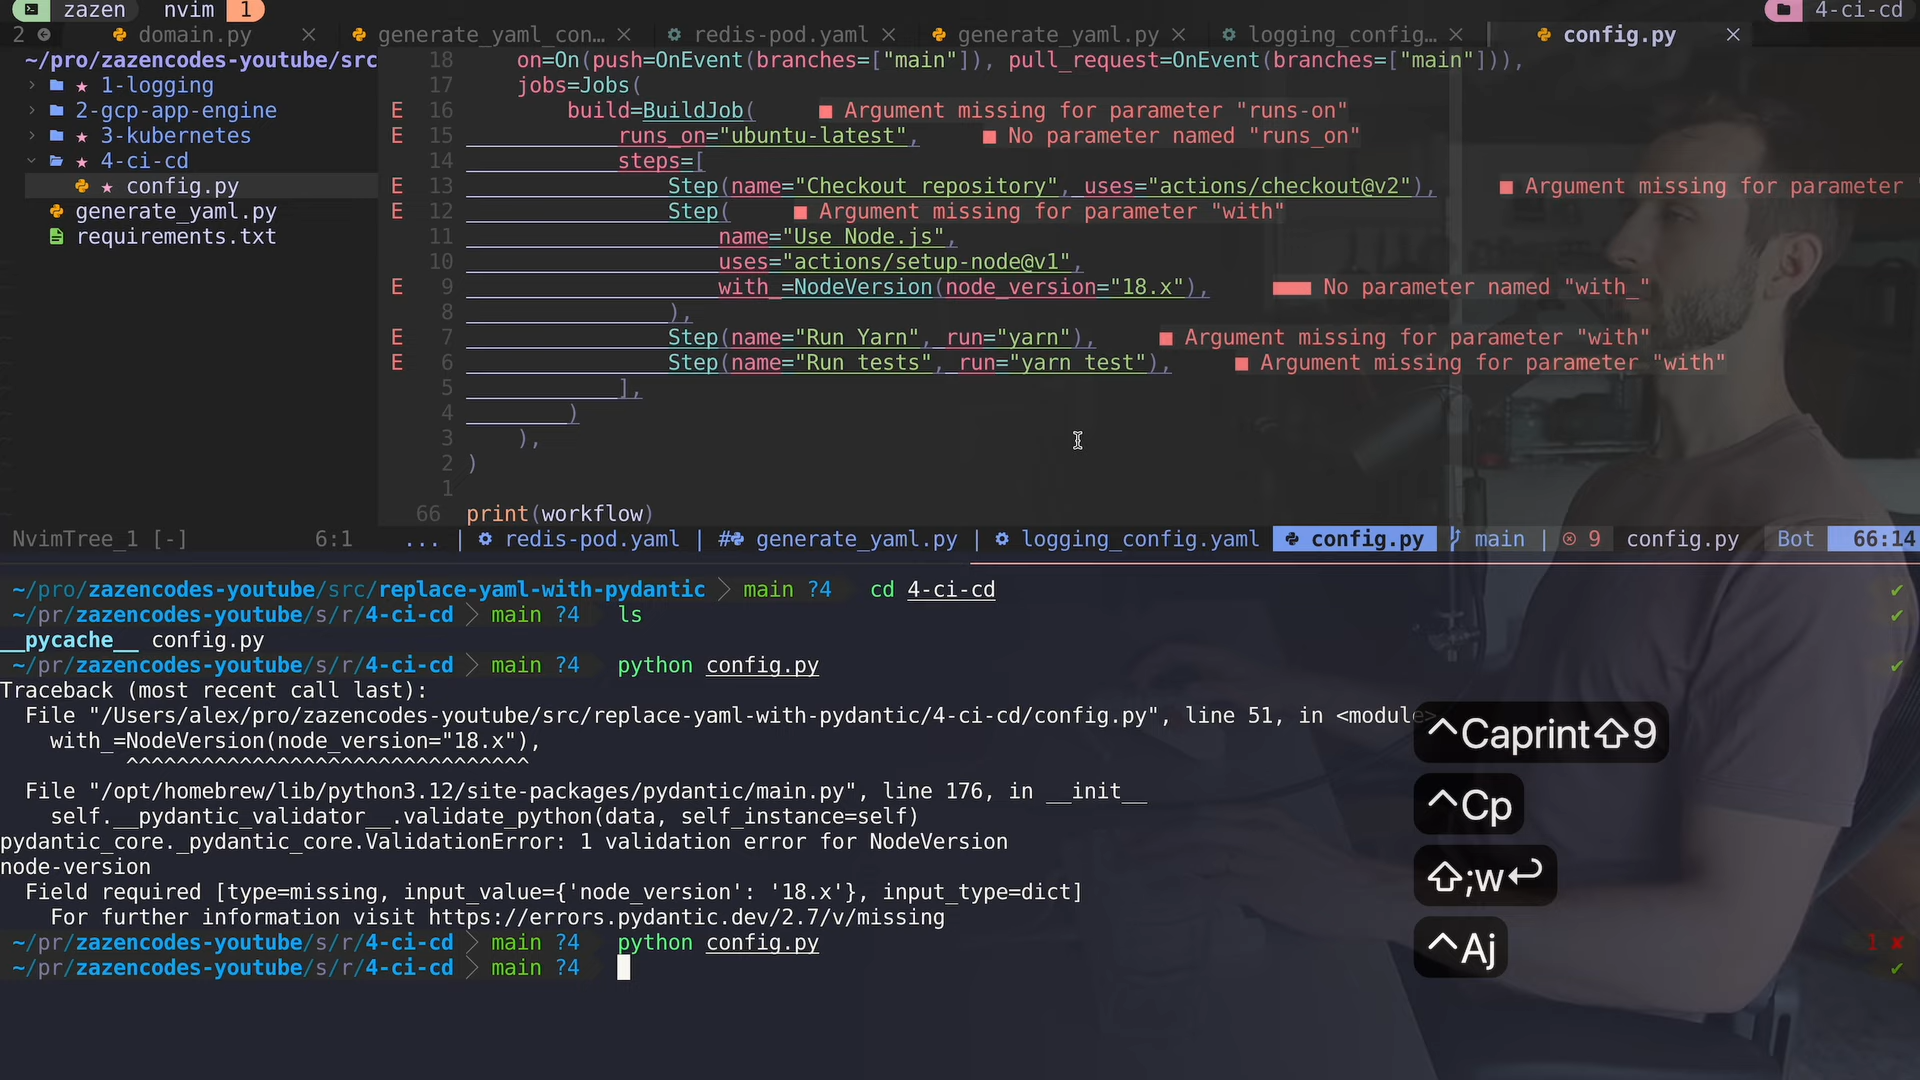 zazen nvim 1 4-ci-cd
2 domain.py generate_yaml_con... redis-pod.yaml generate_yaml.py logging_config... config.py
~/pro/zazencodes-youtube/src
1-logging
2-gcp-app-engine
3-kubernetes
4-ci-cd
config.py
generate_yaml.py
requirements.txt
18 on=On(push=OnEvent(branches=["main"]), pull_request=OnEvent(branches=["main"])),
17 jobs=Jobs(
E 16 build=BuildJob( ■ Argument missing for parameter "runs-on"
E 15 runs_on="ubuntu-latest", ■ No parameter named "runs_on"
14 steps=[
E 13 Step(name="Checkout repository", uses="actions/checkout@v2"), ■ Argument missing for parameter "
E 12 Step( ■ Argument missing for parameter "with"
11 name="Use Node.js",
10 uses="actions/setup-node@v1",
E 9 with_=NodeVersion(node_version="18.x"), ■■■ No parameter named "with_"
8 ),
E 7 Step(name="Run Yarn", run="yarn"), ■ Argument missing for parameter "with"
E 6 Step(name="Run tests", run="yarn test"), ■ Argument missing for parameter "with"
5 ],
4 )
3 ),
2 )
1
66 print(workflow)
NvimTree_1 [-] 6:1 ... | redis-pod.yaml | # generate_yaml.py | logging_config.yaml config.py main | 9 config.py Bot 66:14
~/pro/zazencodes-youtube/src/replace-yaml-with-pydantic main ?4 cd 4-ci-cd ✔
~/pr/zazencodes-youtube/s/r/4-ci-cd main ?4 ls ✔
__pycache__ config.py
~/pr/zazencodes-youtube/s/r/4-ci-cd main ?4 python config.py ✔
Traceback (most recent call last):
File "/Users/alex/pro/zazencodes-youtube/src/replace-yaml-with-pydantic/4-ci-cd/config.py", line 51, in <module>
with_=NodeVersion(node_version="18.x"),
^^^^^^^^^^^^^^^^^^^^^^^^^^^^^^^^
File "/opt/homebrew/lib/python3.12/site-packages/pydantic/main.py", line 176, in __init__
self.__pydantic_validator__.validate_python(data, self_instance=self)
pydantic_core._pydantic_core.ValidationError: 1 validation error for NodeVersion
node-version
Field required [type=missing, input_value={'node_version': '18.x'}, input_type=dict]
For further information visit https://errors.pydantic.dev/2.7/v/missing
~/pr/zazencodes-youtube/s/r/4-ci-cd main ?4 python config.py 1 ✘
~/pr/zazencodes-youtube/s/r/4-ci-cd main ?4 ✔
^Caprint⇧9
^Cp
⇧;w↩
^Aj